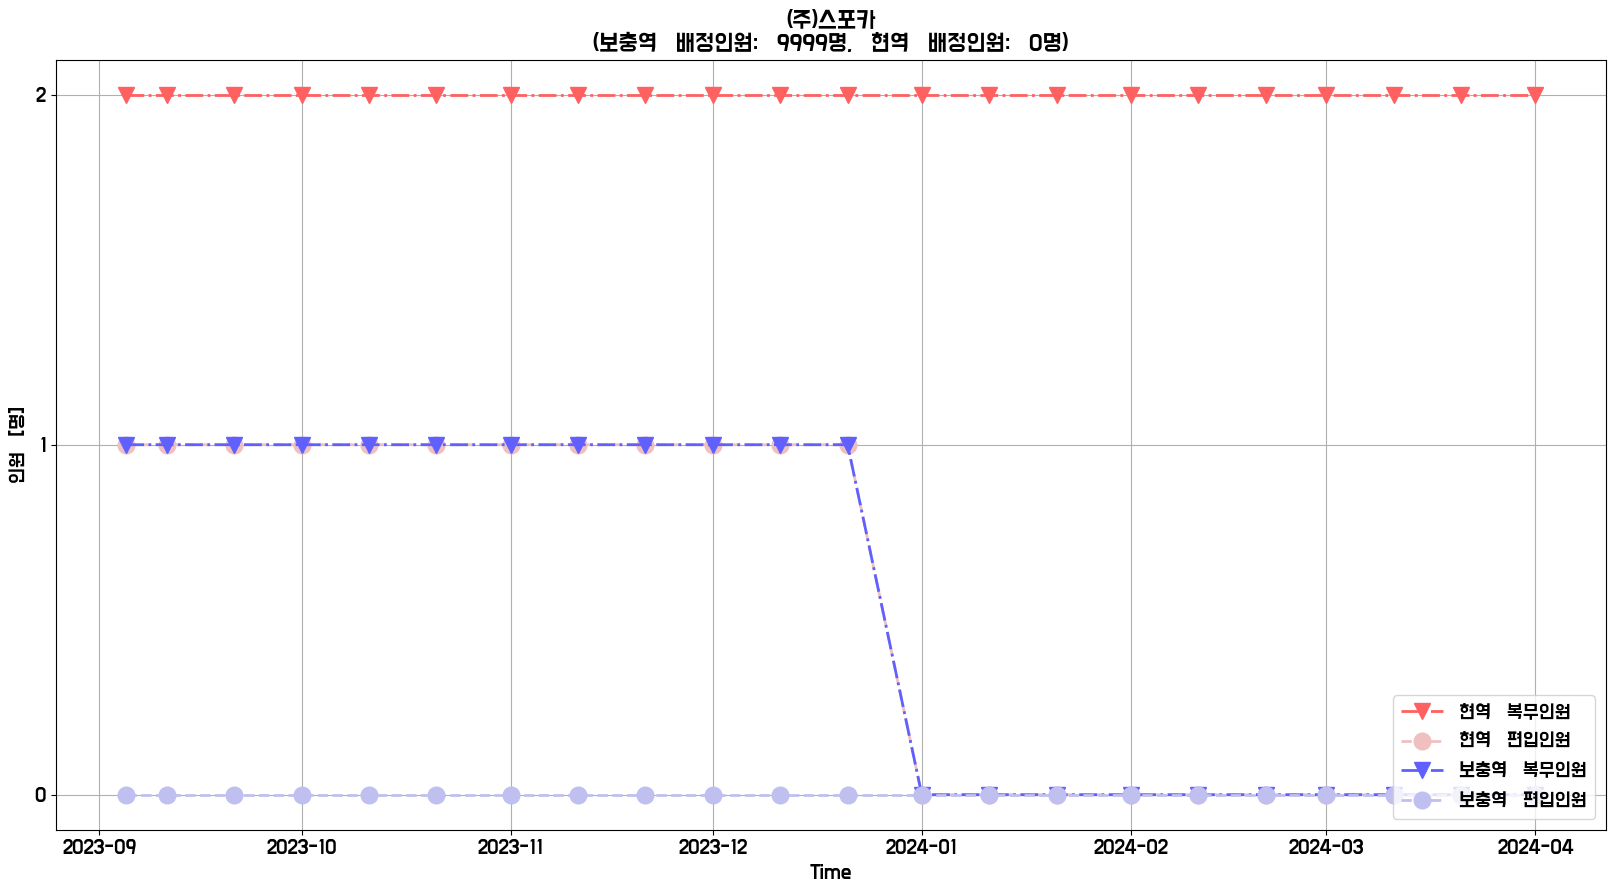 (주)스포카
(보충역 배정인원: 9999명, 현역 배정인원: 0명)
2
1
0
인원 [명]
현역 복무인원
현역 편입인원
보충역 복무인원
보충역 편입인원
2023-09 2023-10 2023-11 2023-12 2024-01 2024-02 2024-03 2024-04
Time